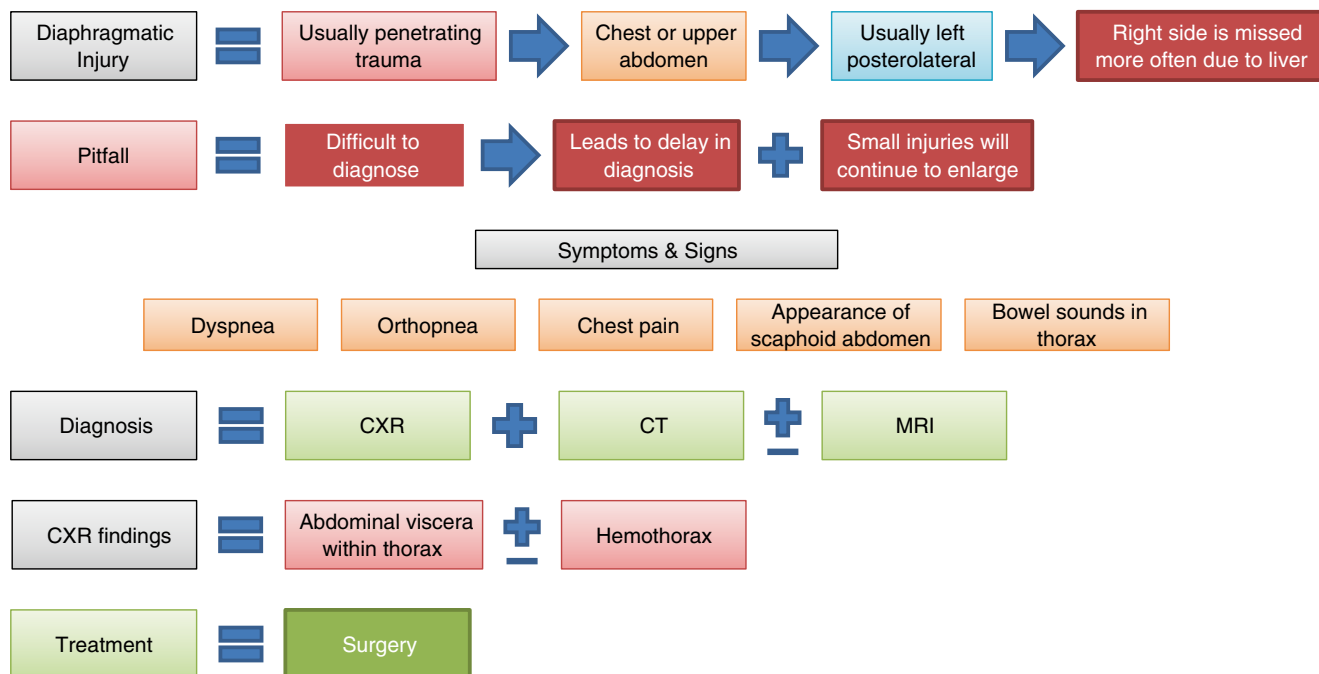 Diaphragmatic
Injury
Usually penetrating
trauma
Chest or upper
abdomen
Usually left
posterolateral
Right side is missed
more often due to liver
Pitfall
Difficult to
diagnose
Leads to delay in
diagnosis
Small injuries will
continue to enlarge
Symptoms & Signs
Dyspnea
Orthopnea
Chest pain
Appearance of
scaphoid abdomen
Bowel sounds in
thorax
Diagnosis
CXR
CT
MRI
CXR findings
Abdominal viscera
within thorax
Hemothorax
Treatment
Surgery